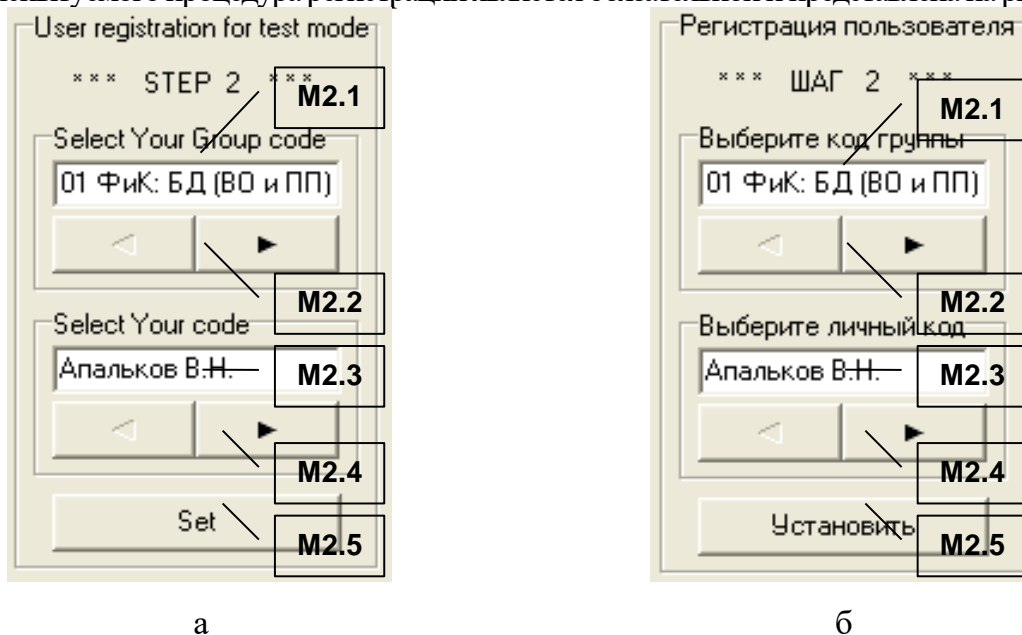 User registration for test mode
*** STEP 2 ***
M2.1
Select Your Group code
01 ФиК: БД (ВО и ПП)
M2.2
Select Your code
Апальков В.Н.
M2.3
M2.4
Set
M2.5
а
Регистрация пользователя
*** ШАГ 2 ***
M2.1
Выберите код группы
01 ФиК: БД (ВО и ПП)
M2.2
Выберите личный код
Апальков В.Н.
M2.3
M2.4
Установить
M2.5
б